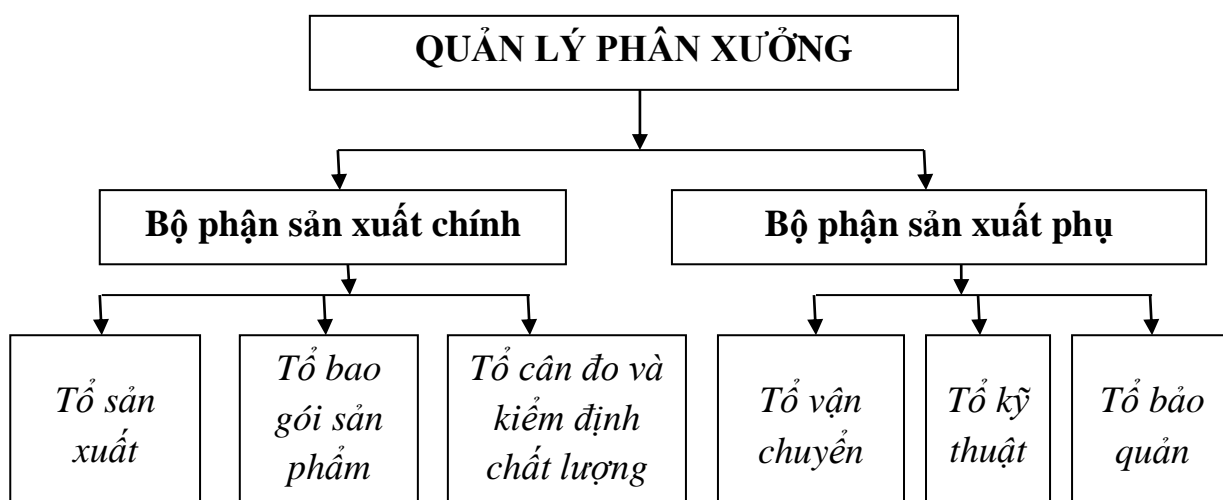 QUẢN LÝ PHÂN XƯỞNG
Bộ phận sản xuất chính
Bộ phận sản xuất phụ
Tổ sản
xuất
Tổ bao
gói sản
phẩm
Tổ cân đo và
kiểm định
chất lượng
Tổ vận
chuyển
Tổ kỹ
thuật
Tổ bảo
quản